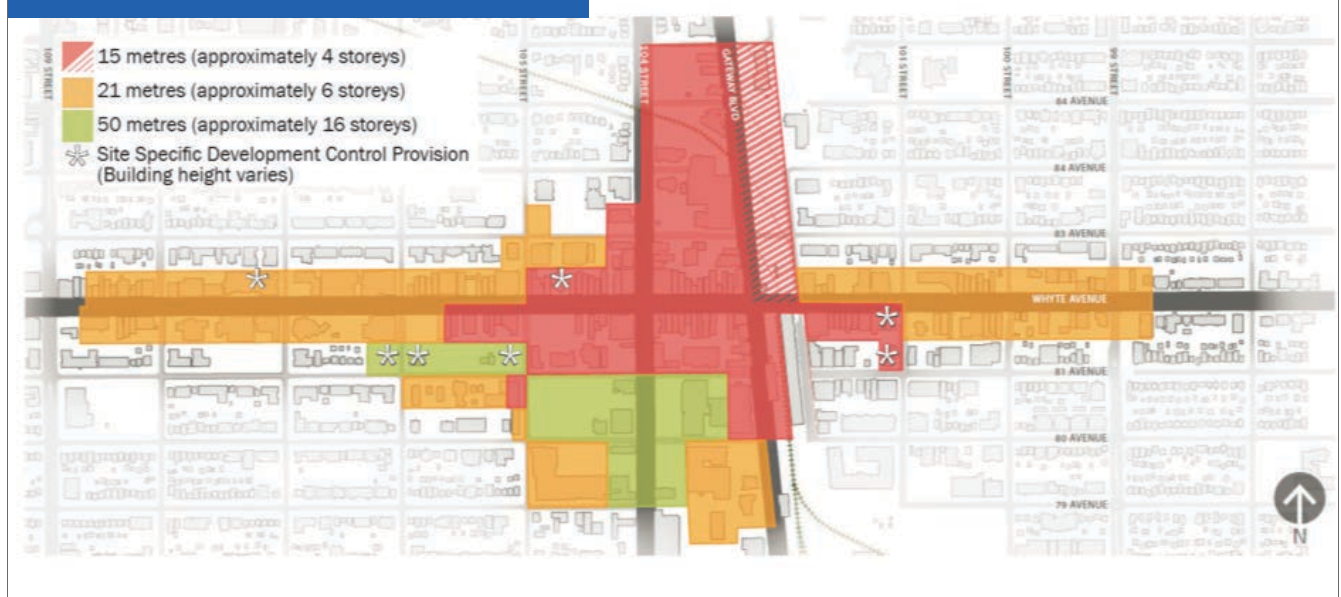 15 metres (approximately 4 storeys)
21 metres (approximately 6 storeys)
50 metres (approximately 16 storeys)
Site Specific Development Control Provision
(Building height varies)
109 STREET
105 STREET
104 STREET
GATEWAY BLVD
101 STREET
100 STREET
99 STREET
84 AVENUE
84 AVENUE
83 AVENUE
WHYTE AVENUE
81 AVENUE
80 AVENUE
79 AVENUE
N